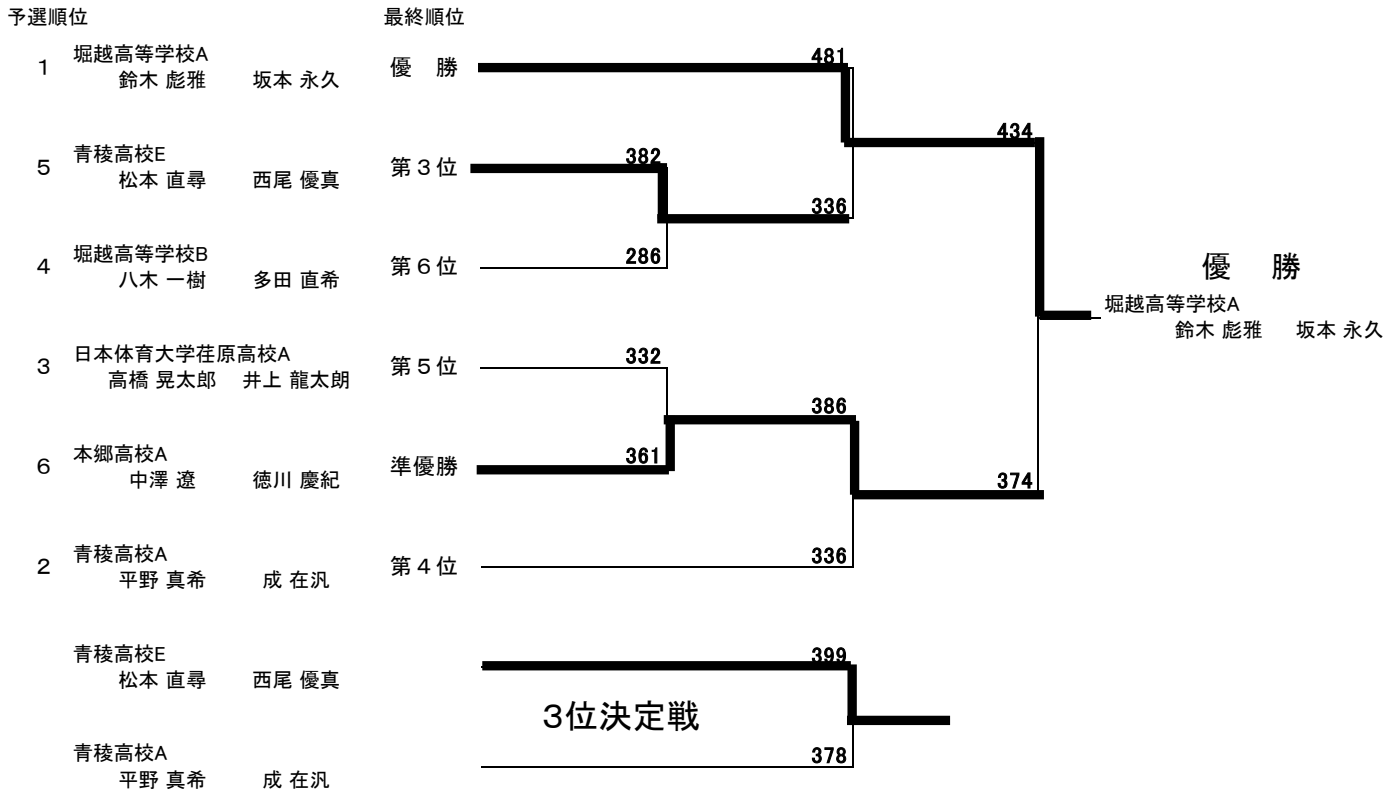 予選順位 最終順位
堀越高等学校A 481
1 優 勝
鈴木 彪雅 坂本 永久
434
青稜高校E 382
5 第３位
松本 直尋 西尾 優真
336
堀越高等学校B 286
4 第６位
八木 一樹 多田 直希
優 勝
堀越高等学校A
鈴木 彪雅 坂本 永久
日本体育大学荏原高校A 332
3 第５位
高橋 晃太郎 井上 龍太朗
386
本郷高校A 361
6 準優勝
中澤 遼 徳川 慶紀
374
青稜高校A 336
2 第４位
平野 真希 成 在汎
青稜高校E 399
松本 直尋 西尾 優真
3位決定戦
青稜高校A 378
平野 真希 成 在汎